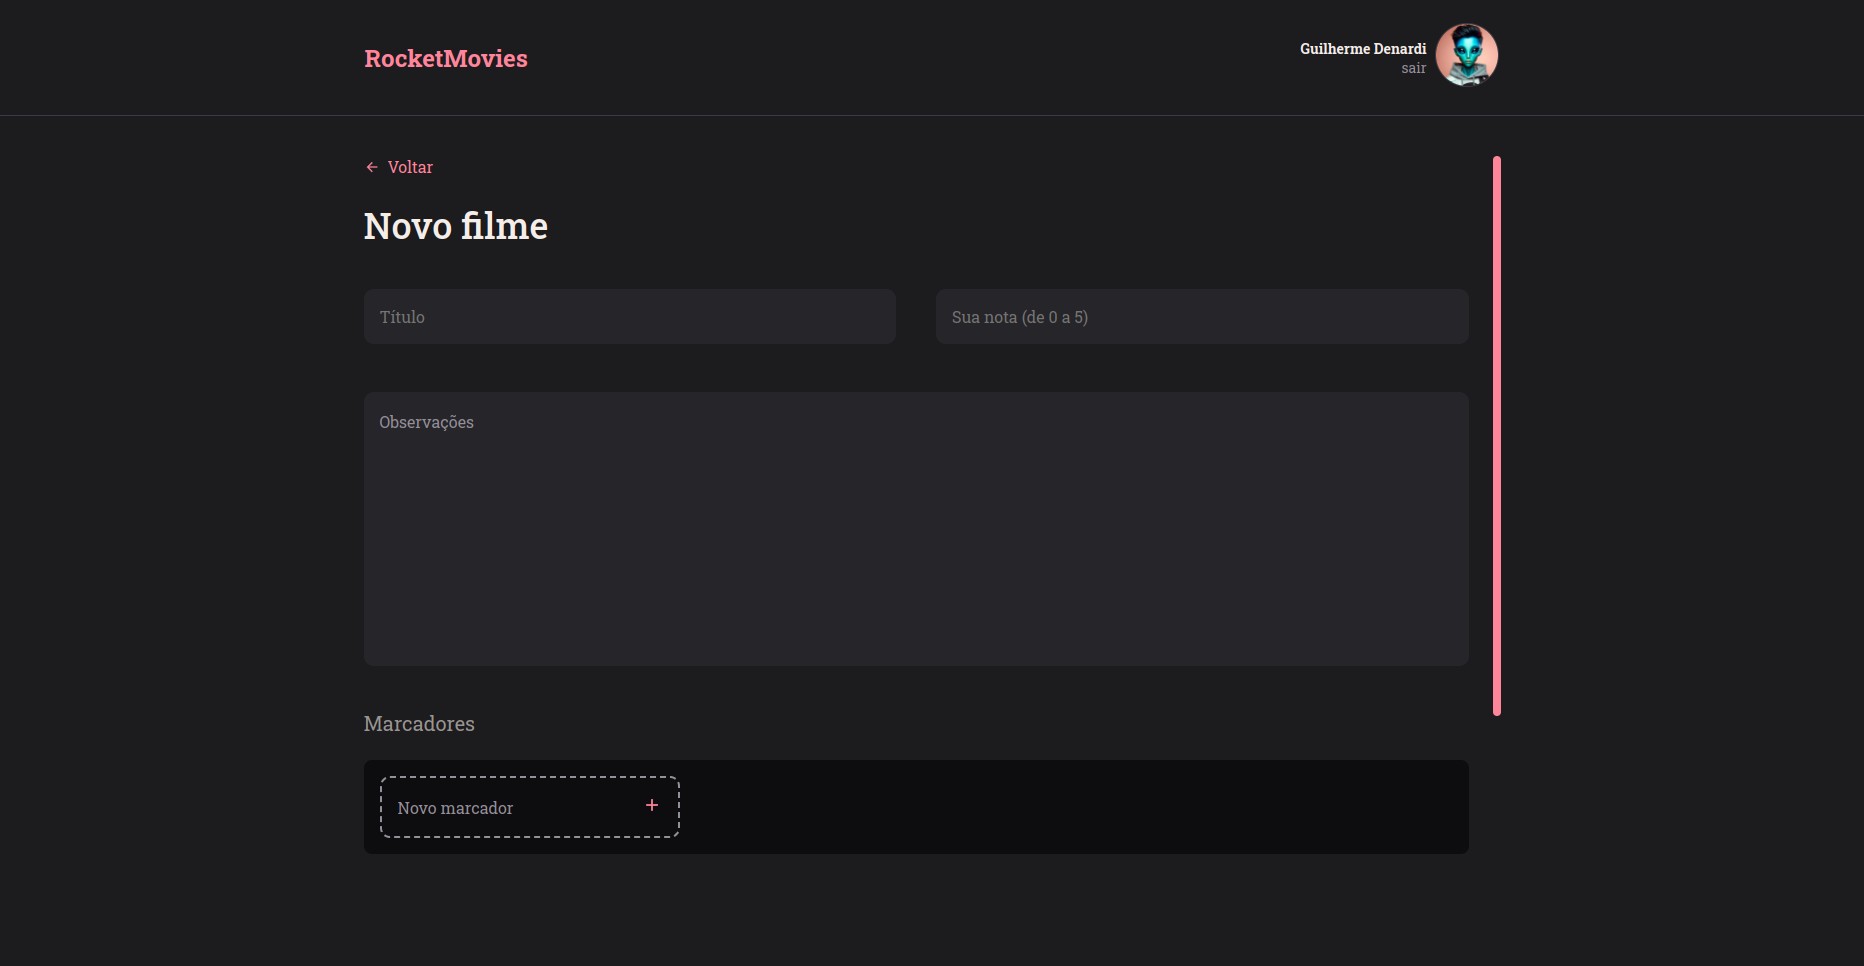 RocketMovies
Guilherme Denardi
sair
Voltar
Novo filme
Título
Sua nota (de 0 a 5)
Observações
Marcadores
Novo marcador